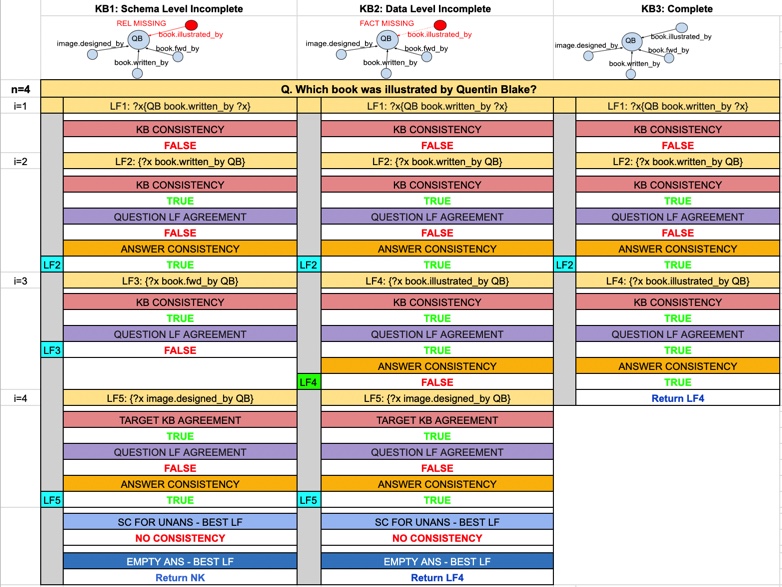 KB1: Schema Level Incomplete KB2: Data Level Incomplete KB3: Complete
REL MISSING FACT MISSING
QB book.illustrated_by QB book.illustrated_by QB book.illustrated_by
image.designed_by image.designed_by image.designed_by
book.fwd_by book.fwd_by book.fwd_by
book.written_by book.written_by book.written_by
n=4 Q. Which book was illustrated by Quentin Blake?
i=1 LF1: ?x{QB book.written_by ?x} LF1: ?x{QB book.written_by ?x} LF1: ?x{QB book.written_by ?x}
KB CONSISTENCY KB CONSISTENCY KB CONSISTENCY
FALSE FALSE FALSE
i=2 LF2: {?x book.written_by QB} LF2: {?x book.written_by QB} LF2: {?x book.written_by QB}
KB CONSISTENCY KB CONSISTENCY KB CONSISTENCY
TRUE TRUE TRUE
QUESTION LF AGREEMENT QUESTION LF AGREEMENT QUESTION LF AGREEMENT
FALSE FALSE FALSE
ANSWER CONSISTENCY ANSWER CONSISTENCY ANSWER CONSISTENCY
LF2 TRUE LF2 TRUE LF2 TRUE
i=3 LF3: {?x book.fwd_by QB} LF4: {?x book.illustrated_by QB} LF4: {?x book.illustrated_by QB}
KB CONSISTENCY KB CONSISTENCY KB CONSISTENCY
TRUE TRUE TRUE
QUESTION LF AGREEMENT QUESTION LF AGREEMENT QUESTION LF AGREEMENT
LF3 FALSE TRUE TRUE
ANSWER CONSISTENCY ANSWER CONSISTENCY
LF4 FALSE TRUE
i=4 LF5: {?x image.designed_by QB} LF5: {?x image.designed_by QB} Return LF4
TARGET KB AGREEMENT TARGET KB AGREEMENT
TRUE TRUE
QUESTION LF AGREEMENT QUESTION LF AGREEMENT
FALSE FALSE
ANSWER CONSISTENCY ANSWER CONSISTENCY
LF5 TRUE LF5 TRUE
SC FOR UNANS - BEST LF SC FOR UNANS - BEST LF
NO CONSISTENCY NO CONSISTENCY
EMPTY ANS - BEST LF EMPTY ANS - BEST LF
Return NK Return LF4